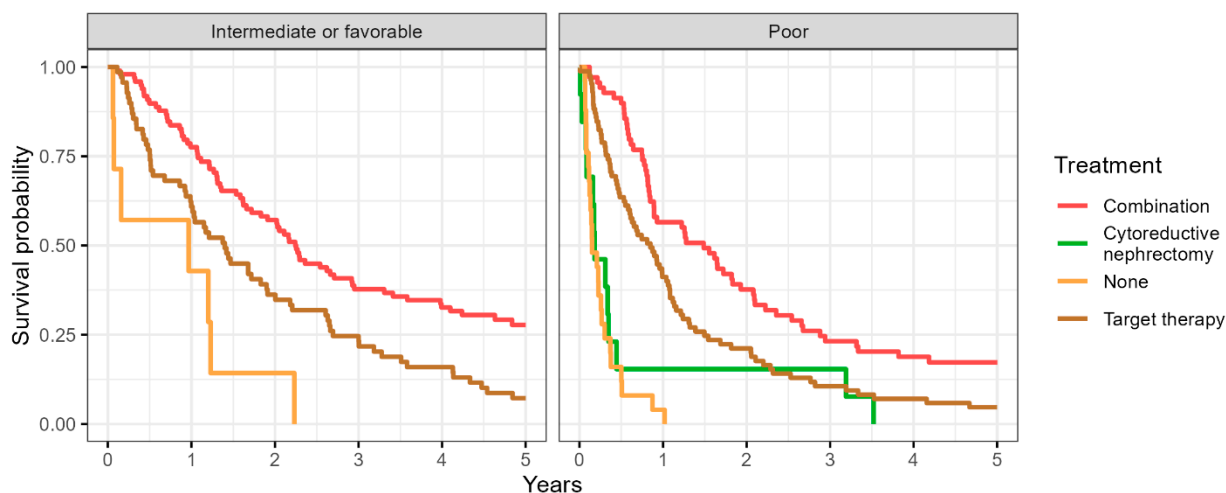 Intermediate or favorable
Poor
Survival probability
1.00
0.75
0.50
0.25
0.00
0 1 2 3 4 5
0 1 2 3 4 5
Years
Treatment
Combination
Cytoreductive
nephrectomy
None
Target therapy